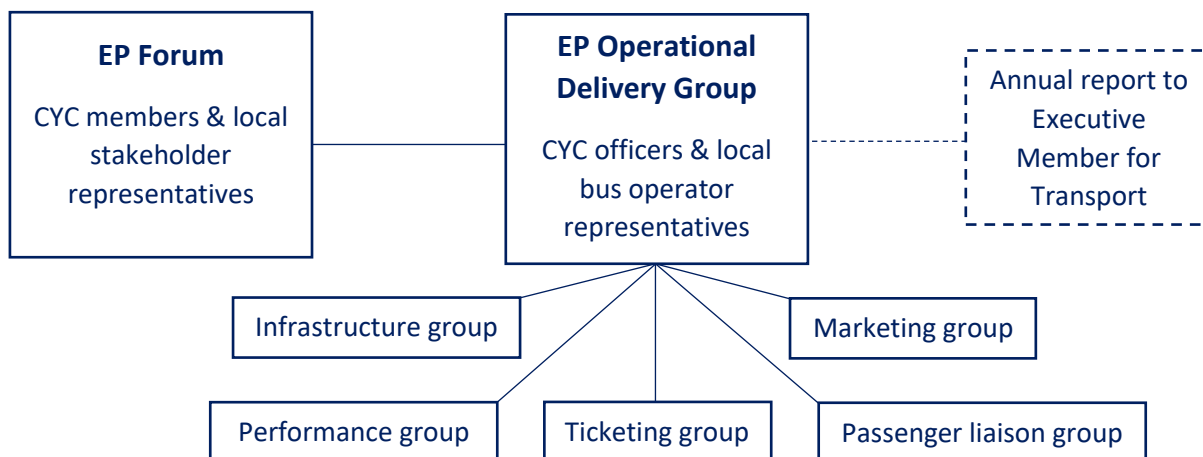 EP Forum
CYC members & local
stakeholder
representatives
EP Operational
Delivery Group
CYC officers & local
bus operator
representatives
Annual report to
Executive
Member for
Transport
Infrastructure group
Marketing group
Performance group
Ticketing group
Passenger liaison group